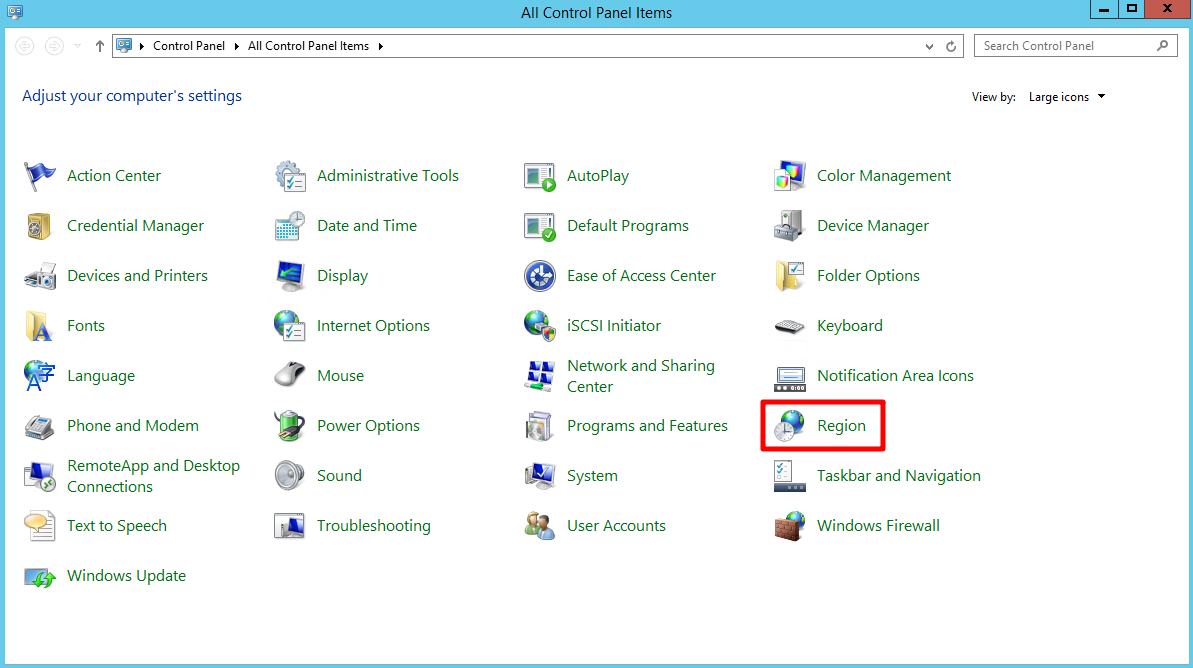 All Control Panel Items
Control Panel All Control Panel Items
Search Control Panel
Adjust your computer's settings
View by: Large icons
Action Center
Administrative Tools
AutoPlay
Color Management
Credential Manager
Date and Time
Default Programs
Device Manager
Devices and Printers
Display
Ease of Access Center
Folder Options
Fonts
Internet Options
iSCSI Initiator
Keyboard
Language
Mouse
Network and Sharing
Center
Notification Area Icons
Phone and Modem
Power Options
Programs and Features
Region
RemoteApp and Desktop
Connections
Sound
System
Taskbar and Navigation
Text to Speech
Troubleshooting
User Accounts
Windows Firewall
Windows Update